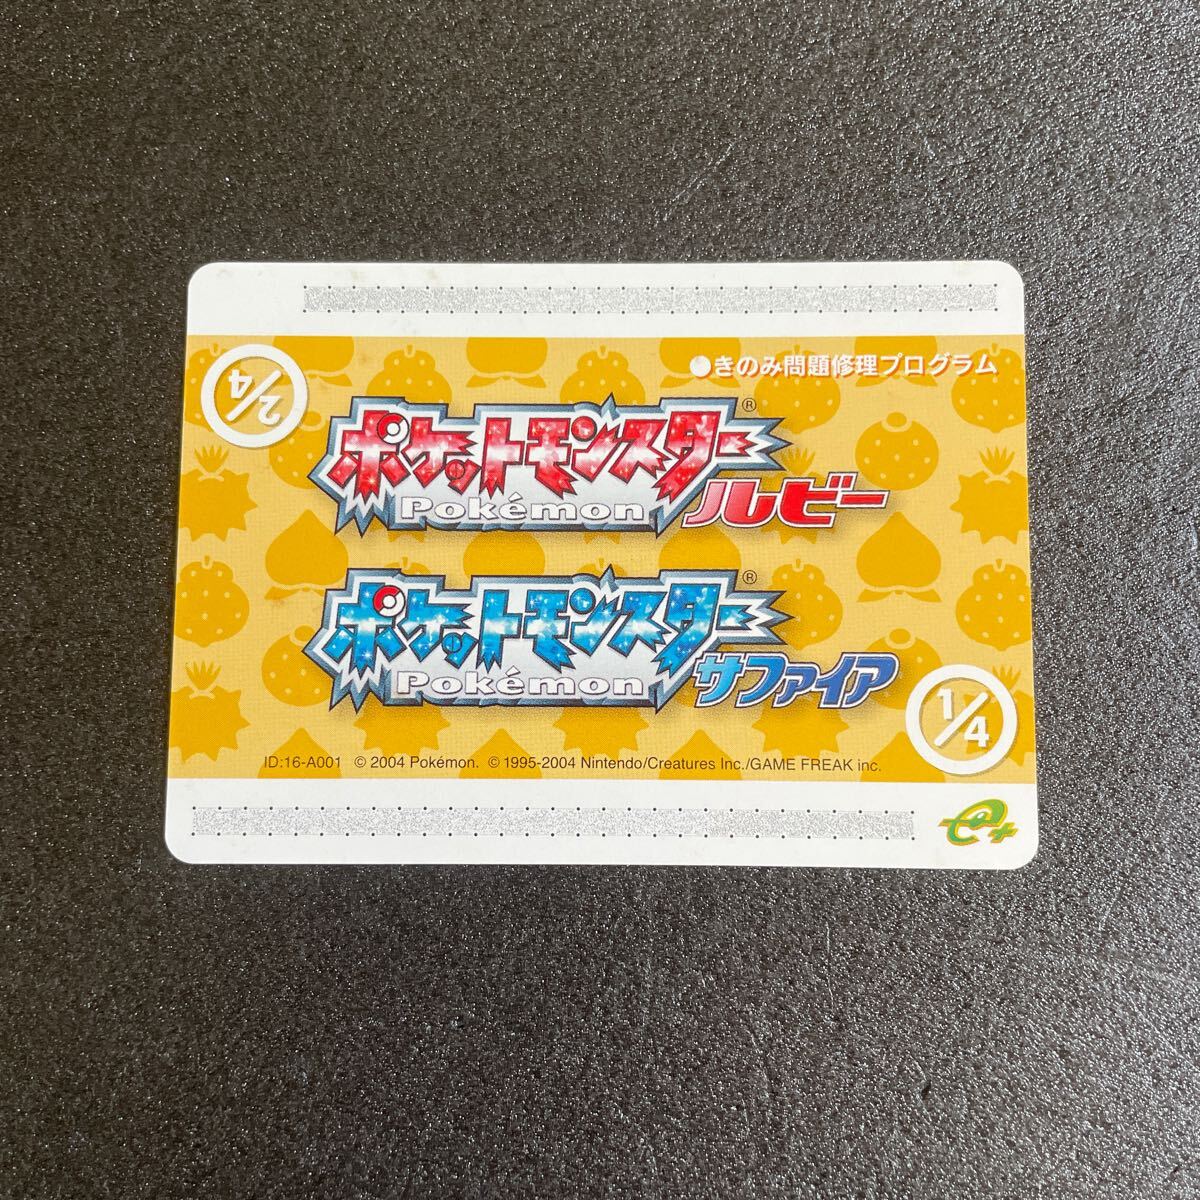 ●きのみ問題修理プログラム
2/4
ポケットモンスター®
Pokémon ルビー
ポケットモンスター®
Pokémon サファイア
1/4
ID:16-A001 © 2004 Pokémon. © 1995-2004 Nintendo/Creatures Inc./GAME FREAK inc.
e+